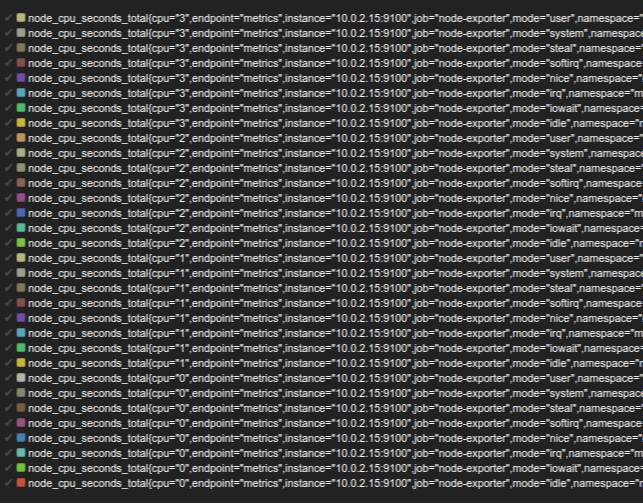 node_cpu_seconds_total{cpu="3",endpoint="metrics",instance="10.0.2.15:9100",job="node-exporter",mode="user",namespace="
node_cpu_seconds_total{cpu="3",endpoint="metrics",instance="10.0.2.15:9100",job="node-exporter",mode="system",namespace
node_cpu_seconds_total{cpu="3",endpoint="metrics",instance="10.0.2.15:9100",job="node-exporter",mode="steal",namespace="
node_cpu_seconds_total{cpu="3",endpoint="metrics",instance="10.0.2.15:9100",job="node-exporter",mode="softirq",namespace
node_cpu_seconds_total{cpu="3",endpoint="metrics",instance="10.0.2.15:9100",job="node-exporter",mode="nice",namespace="
node_cpu_seconds_total{cpu="3",endpoint="metrics",instance="10.0.2.15:9100",job="node-exporter",mode="irq",namespace="m
node_cpu_seconds_total{cpu="3",endpoint="metrics",instance="10.0.2.15:9100",job="node-exporter",mode="iowait",namespace
node_cpu_seconds_total{cpu="3",endpoint="metrics",instance="10.0.2.15:9100",job="node-exporter",mode="idle",namespace="
node_cpu_seconds_total{cpu="2",endpoint="metrics",instance="10.0.2.15:9100",job="node-exporter",mode="user",namespace="
node_cpu_seconds_total{cpu="2",endpoint="metrics",instance="10.0.2.15:9100",job="node-exporter",mode="system",namespace
node_cpu_seconds_total{cpu="2",endpoint="metrics",instance="10.0.2.15:9100",job="node-exporter",mode="steal",namespace="
node_cpu_seconds_total{cpu="2",endpoint="metrics",instance="10.0.2.15:9100",job="node-exporter",mode="softirq",namespace
node_cpu_seconds_total{cpu="2",endpoint="metrics",instance="10.0.2.15:9100",job="node-exporter",mode="nice",namespace="
node_cpu_seconds_total{cpu="2",endpoint="metrics",instance="10.0.2.15:9100",job="node-exporter",mode="irq",namespace="m
node_cpu_seconds_total{cpu="2",endpoint="metrics",instance="10.0.2.15:9100",job="node-exporter",mode="iowait",namespace
node_cpu_seconds_total{cpu="2",endpoint="metrics",instance="10.0.2.15:9100",job="node-exporter",mode="idle",namespace="
node_cpu_seconds_total{cpu="1",endpoint="metrics",instance="10.0.2.15:9100",job="node-exporter",mode="user",namespace="
node_cpu_seconds_total{cpu="1",endpoint="metrics",instance="10.0.2.15:9100",job="node-exporter",mode="system",namespace
node_cpu_seconds_total{cpu="1",endpoint="metrics",instance="10.0.2.15:9100",job="node-exporter",mode="steal",namespace="
node_cpu_seconds_total{cpu="1",endpoint="metrics",instance="10.0.2.15:9100",job="node-exporter",mode="softirq",namespace
node_cpu_seconds_total{cpu="1",endpoint="metrics",instance="10.0.2.15:9100",job="node-exporter",mode="nice",namespace="
node_cpu_seconds_total{cpu="1",endpoint="metrics",instance="10.0.2.15:9100",job="node-exporter",mode="irq",namespace="m
node_cpu_seconds_total{cpu="1",endpoint="metrics",instance="10.0.2.15:9100",job="node-exporter",mode="iowait",namespace
node_cpu_seconds_total{cpu="1",endpoint="metrics",instance="10.0.2.15:9100",job="node-exporter",mode="idle",namespace="
node_cpu_seconds_total{cpu="0",endpoint="metrics",instance="10.0.2.15:9100",job="node-exporter",mode="user",namespace="
node_cpu_seconds_total{cpu="0",endpoint="metrics",instance="10.0.2.15:9100",job="node-exporter",mode="system",namespace
node_cpu_seconds_total{cpu="0",endpoint="metrics",instance="10.0.2.15:9100",job="node-exporter",mode="steal",namespace="
node_cpu_seconds_total{cpu="0",endpoint="metrics",instance="10.0.2.15:9100",job="node-exporter",mode="softirq",namespace
node_cpu_seconds_total{cpu="0",endpoint="metrics",instance="10.0.2.15:9100",job="node-exporter",mode="nice",namespace="
node_cpu_seconds_total{cpu="0",endpoint="metrics",instance="10.0.2.15:9100",job="node-exporter",mode="irq",namespace="m
node_cpu_seconds_total{cpu="0",endpoint="metrics",instance="10.0.2.15:9100",job="node-exporter",mode="iowait",namespace
node_cpu_seconds_total{cpu="0",endpoint="metrics",instance="10.0.2.15:9100",job="node-exporter",mode="idle",namespace="